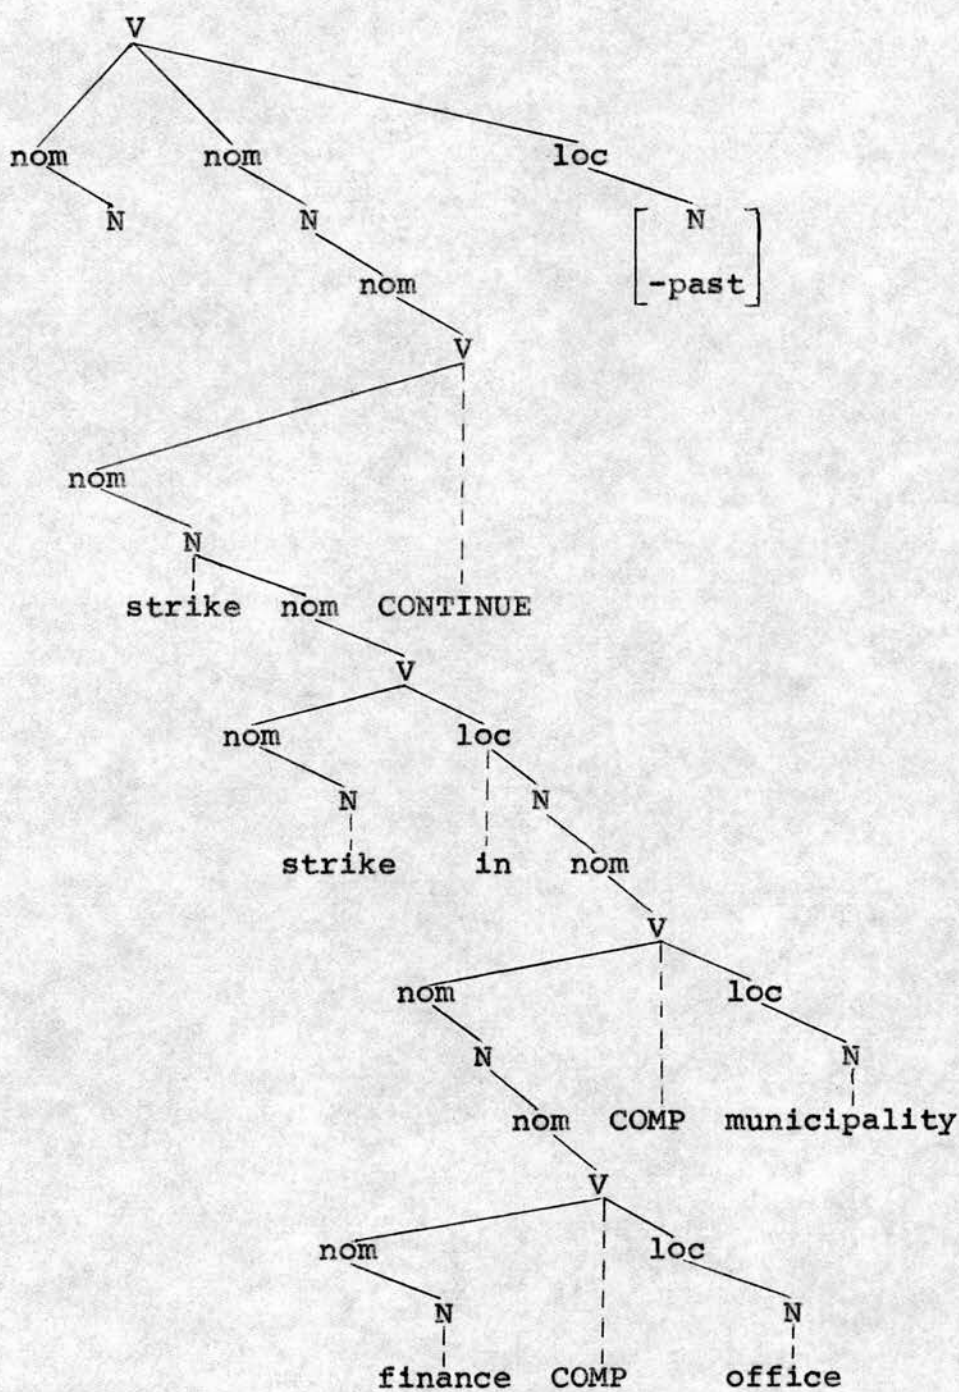 V
nom nom loc
N N N
[-past]
nom
V
nom
N
strike nom CONTINUE
V
nom loc
N N
strike in nom
V
nom loc
N N
nom COMP municipality
V
nom loc
N N
finance COMP office